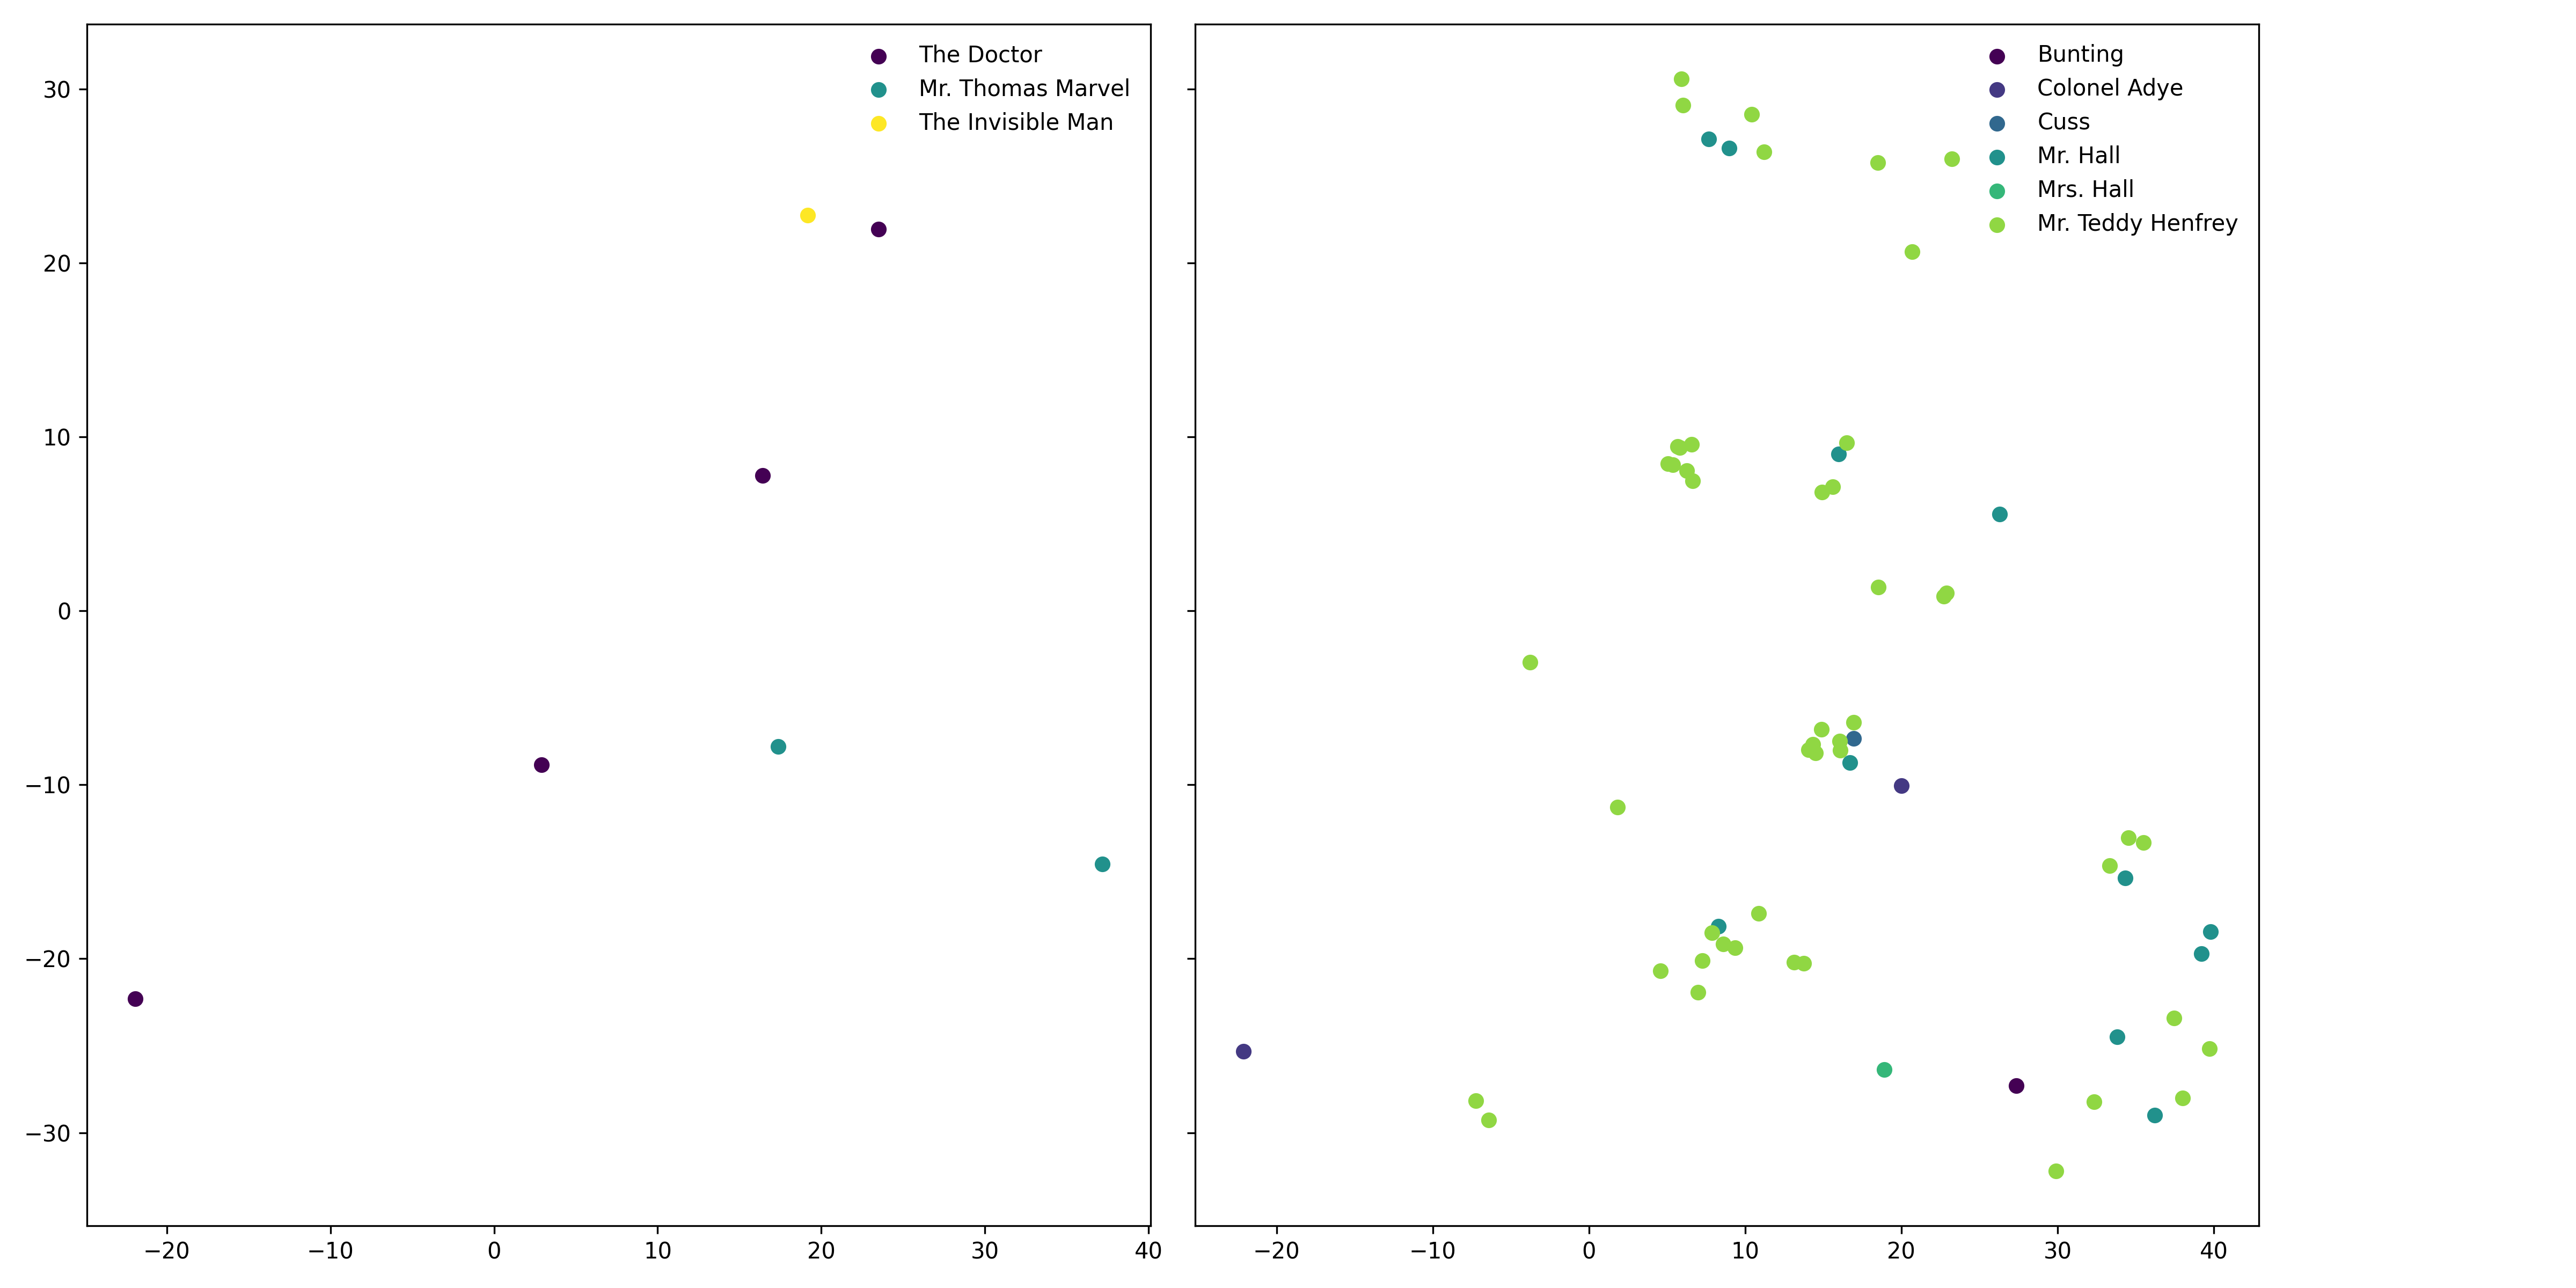 The Doctor
Mr. Thomas Marvel
The Invisible Man
30
20
10
0
−10
−20
−30
−20 −10 0 10 20 30 40
Bunting
Colonel Adye
Cuss
Mr. Hall
Mrs. Hall
Mr. Teddy Henfrey
−20 −10 0 10 20 30 40